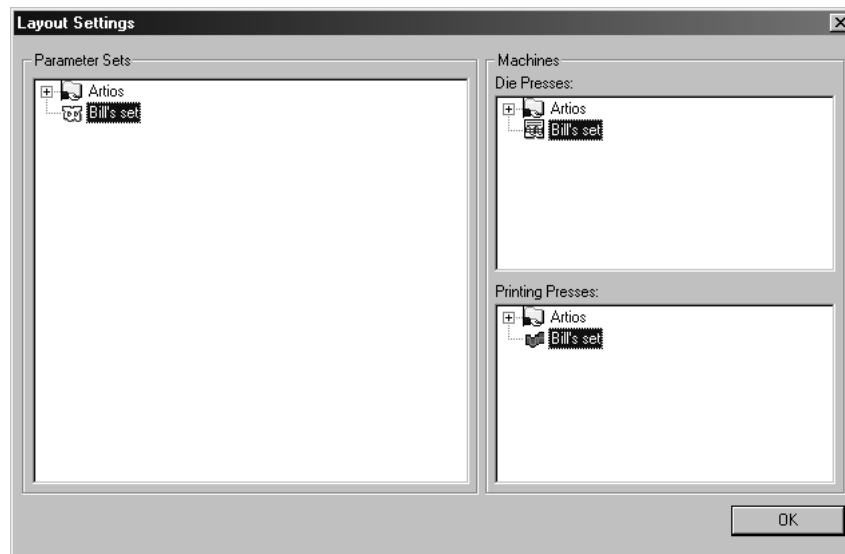 Layout Settings
Parameter Sets
Artios
Bill's set
Machines
Die Presses:
Artios
Bill's set
Printing Presses:
Artios
Bill's set
OK